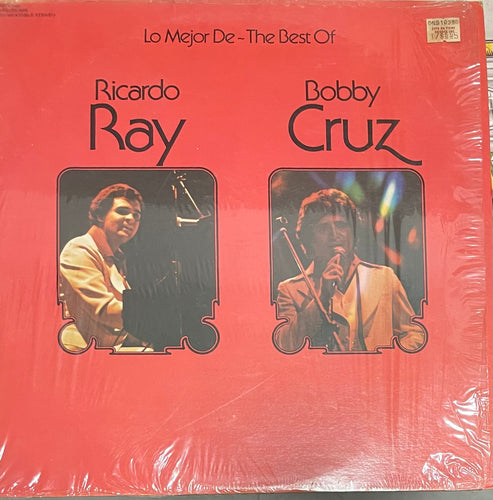 Lo Mejor De~The Best Of
Ricardo
Ray
Bobby
Cruz